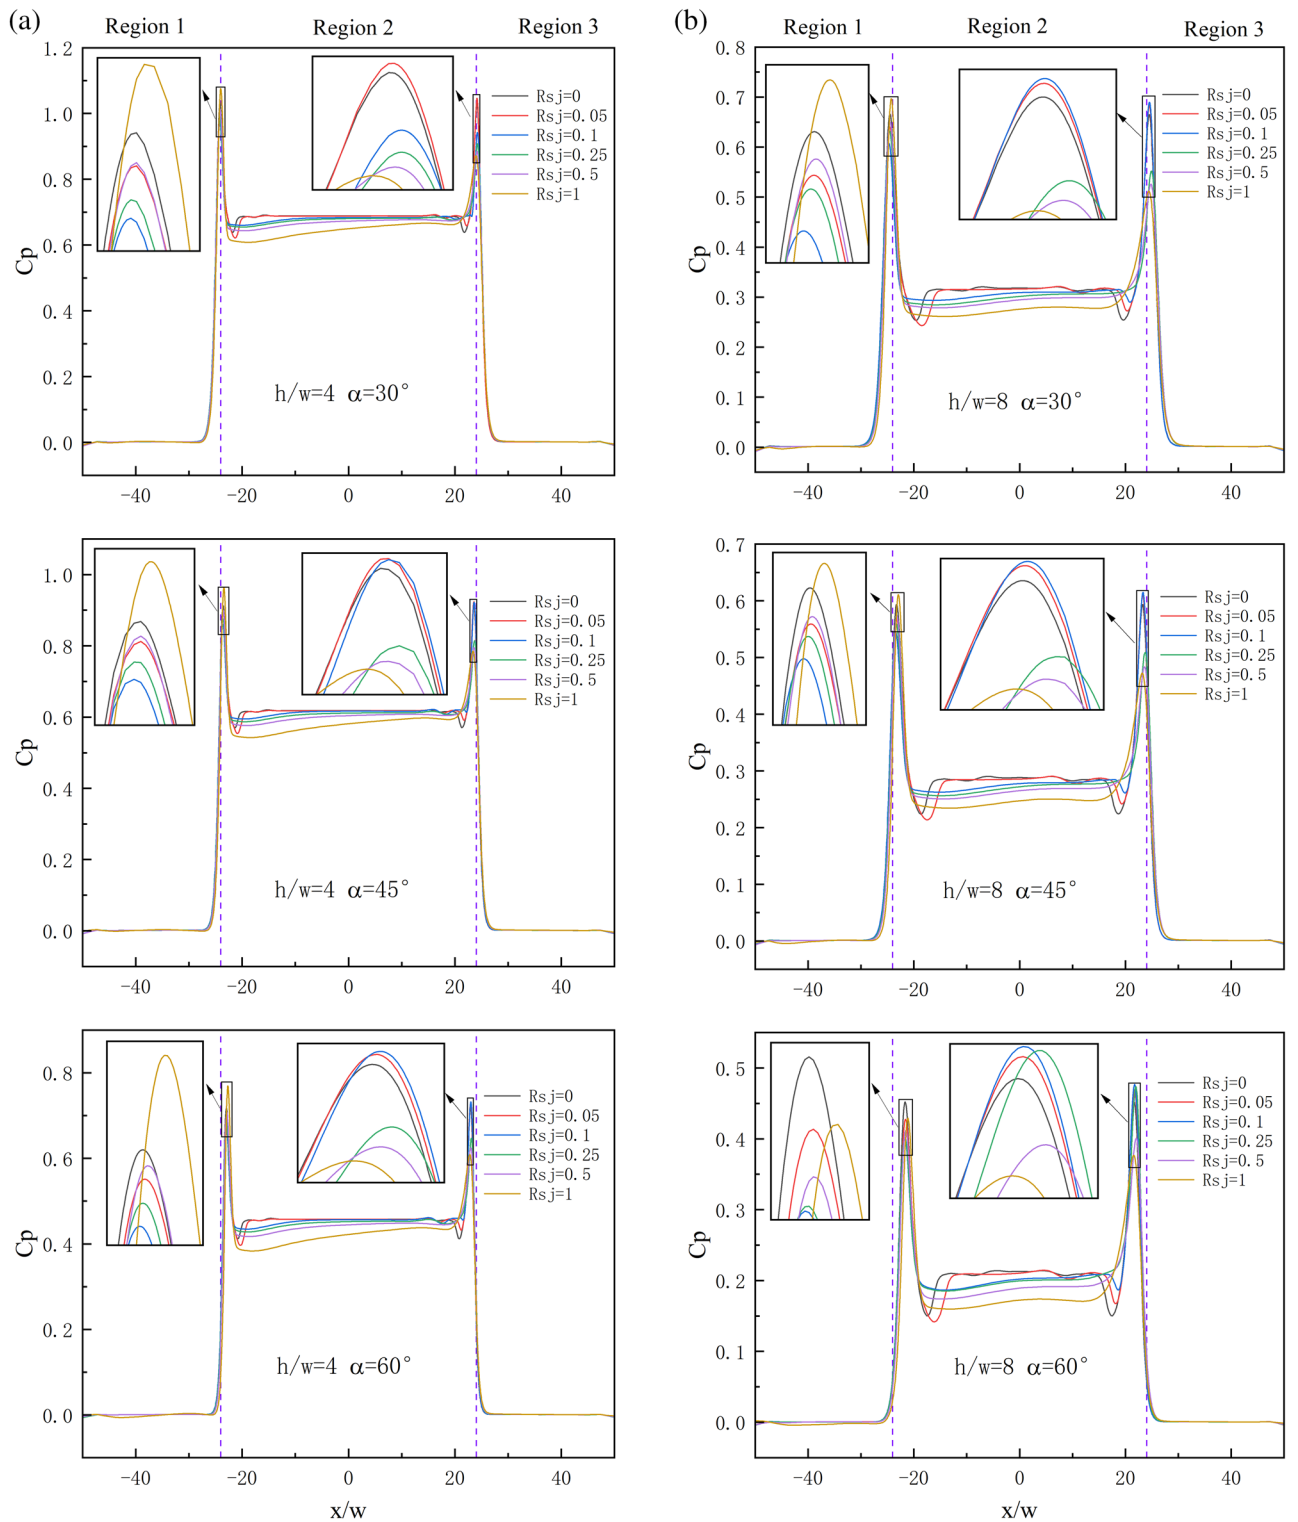 (a)
Region 1
Region 2
Region 3
1.2
1.0
0.8
0.6
0.4
0.2
0.0
Cp
Rsj=0
Rsj=0.05
Rsj=0.1
Rsj=0.25
Rsj=0.5
Rsj=1
h/w=4 α=30°
-40
-20
0
20
40
(b)
Region 1
Region 2
Region 3
0.8
0.7
0.6
0.5
0.4
0.3
0.2
0.1
0.0
Cp
Rsj=0
Rsj=0.05
Rsj=0.1
Rsj=0.25
Rsj=0.5
Rsj=1
h/w=8 α=30°
-40
-20
0
20
40
1.0
0.8
0.6
0.4
0.2
0.0
Cp
Rsj=0
Rsj=0.05
Rsj=0.1
Rsj=0.25
Rsj=0.5
Rsj=1
h/w=4 α=45°
-40
-20
0
20
40
0.7
0.6
0.5
0.4
0.3
0.2
0.1
0.0
Cp
Rsj=0
Rsj=0.05
Rsj=0.1
Rsj=0.25
Rsj=0.5
Rsj=1
h/w=8 α=45°
-40
-20
0
20
40
0.8
0.6
0.4
0.2
0.0
Cp
Rsj=0
Rsj=0.05
Rsj=0.1
Rsj=0.25
Rsj=0.5
Rsj=1
h/w=4 α=60°
-40
-20
0
20
40
x/w
0.5
0.4
0.3
0.2
0.1
0.0
Cp
Rsj=0
Rsj=0.05
Rsj=0.1
Rsj=0.25
Rsj=0.5
Rsj=1
h/w=8 α=60°
-40
-20
0
20
40
x/w